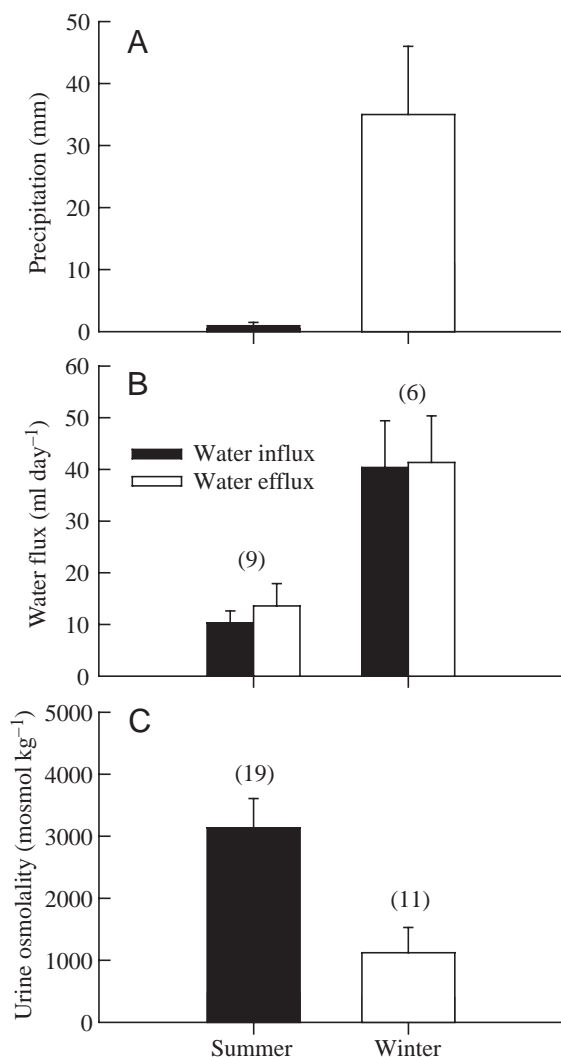 A
Precipitation (mm)
50
40
30
20
10
0
B
Water flux (ml day⁻¹)
60
50
40
30
20
10
0
Water influx
Water efflux
(9)
(6)
C
Urine osmolality (mosmol kg⁻¹)
5000
4000
3000
2000
1000
0
(19)
(11)
Summer Winter